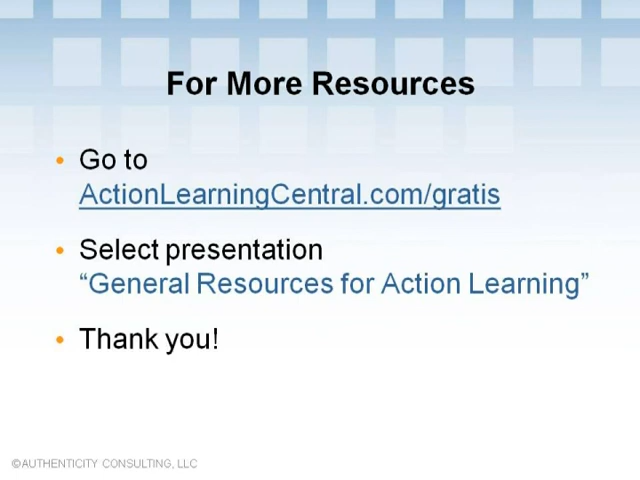 For More Resources
• Go to
ActionLearningCentral.com/gratis
• Select presentation
“General Resources for Action Learning”
• Thank you!
©AUTHENTICITY CONSULTING, LLC